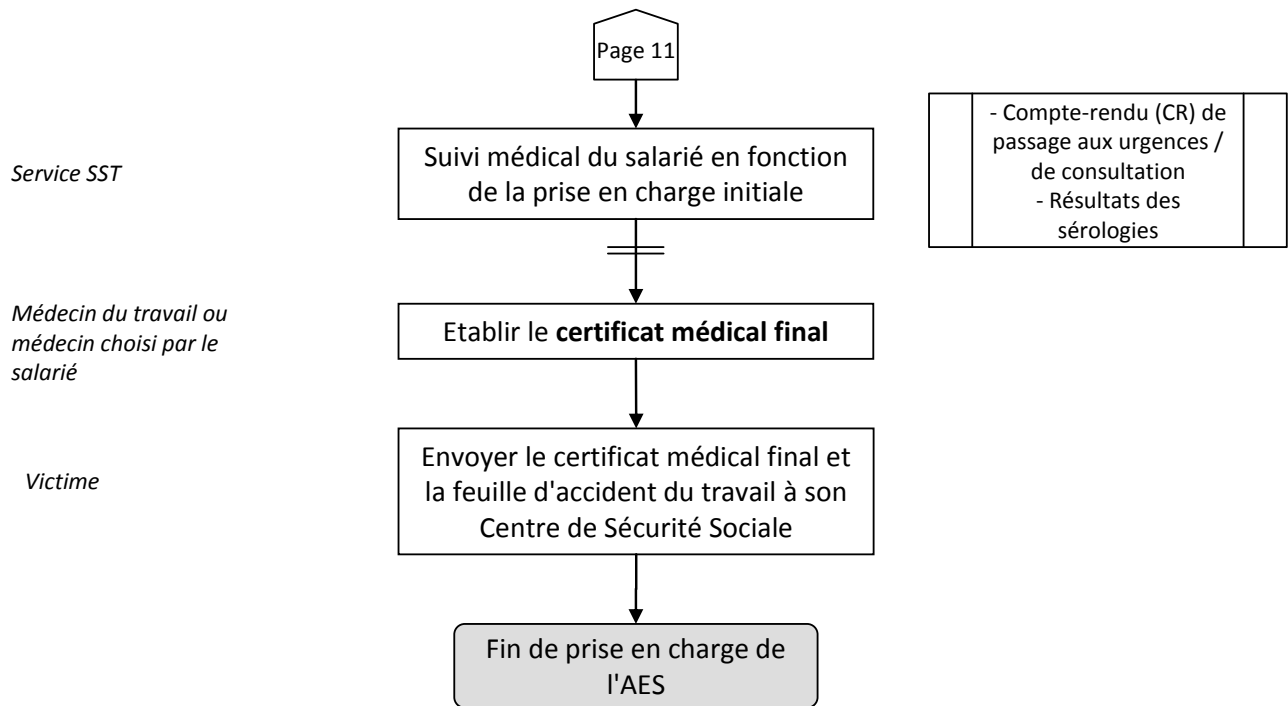 Page 11
Service SST
Suivi médical du salarié en fonction
de la prise en charge initiale
- Compte-rendu (CR) de
passage aux urgences /
de consultation
- Résultats des
sérologies
Médecin du travail ou
médecin choisi par le
salarié
Etablir le certificat médical final
Victime
Envoyer le certificat médical final et
la feuille d'accident du travail à son
Centre de Sécurité Sociale
Fin de prise en charge de
l'AES